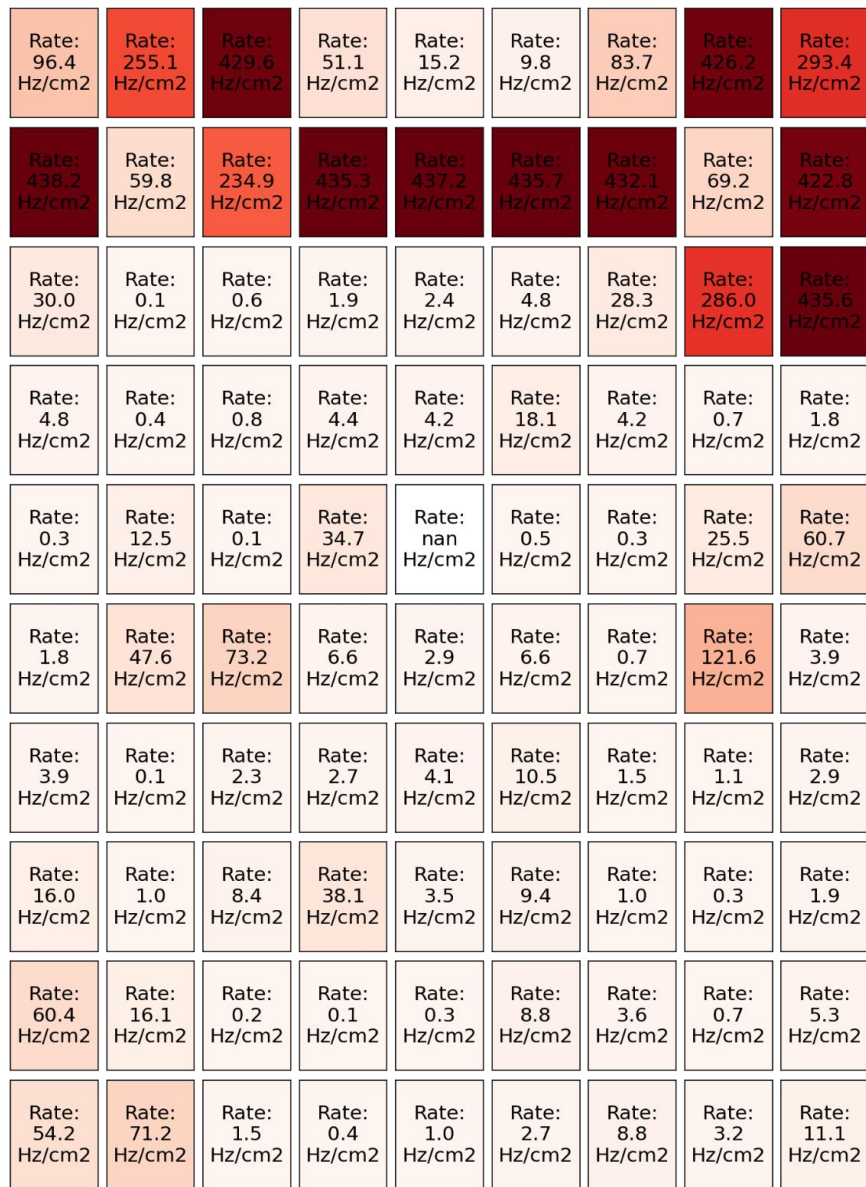 Rate: Rate: Rate: Rate: Rate: Rate: Rate: Rate: Rate:
96.4 255.1 429.6 51.1 15.2 9.8 83.7 426.2 293.4
Hz/cm2 Hz/cm2 Hz/cm2 Hz/cm2 Hz/cm2 Hz/cm2 Hz/cm2 Hz/cm2 Hz/cm2
Rate: Rate: Rate: Rate: Rate: Rate: Rate: Rate: Rate:
438.2 59.8 234.9 435.3 437.2 435.7 432.1 69.2 422.8
Hz/cm2 Hz/cm2 Hz/cm2 Hz/cm2 Hz/cm2 Hz/cm2 Hz/cm2 Hz/cm2 Hz/cm2
Rate: Rate: Rate: Rate: Rate: Rate: Rate: Rate: Rate:
30.0 0.1 0.6 1.9 2.4 4.8 28.3 286.0 435.6
Hz/cm2 Hz/cm2 Hz/cm2 Hz/cm2 Hz/cm2 Hz/cm2 Hz/cm2 Hz/cm2 Hz/cm2
Rate: Rate: Rate: Rate: Rate: Rate: Rate: Rate: Rate:
4.8 0.4 0.8 4.4 4.2 18.1 4.2 0.7 1.8
Hz/cm2 Hz/cm2 Hz/cm2 Hz/cm2 Hz/cm2 Hz/cm2 Hz/cm2 Hz/cm2 Hz/cm2
Rate: Rate: Rate: Rate: Rate: Rate: Rate: Rate: Rate:
0.3 12.5 0.1 34.7 nan 0.5 0.3 25.5 60.7
Hz/cm2 Hz/cm2 Hz/cm2 Hz/cm2 Hz/cm2 Hz/cm2 Hz/cm2 Hz/cm2 Hz/cm2
Rate: Rate: Rate: Rate: Rate: Rate: Rate: Rate: Rate:
1.8 47.6 73.2 6.6 2.9 6.6 0.7 121.6 3.9
Hz/cm2 Hz/cm2 Hz/cm2 Hz/cm2 Hz/cm2 Hz/cm2 Hz/cm2 Hz/cm2 Hz/cm2
Rate: Rate: Rate: Rate: Rate: Rate: Rate: Rate: Rate:
3.9 0.1 2.3 2.7 4.1 10.5 1.5 1.1 2.9
Hz/cm2 Hz/cm2 Hz/cm2 Hz/cm2 Hz/cm2 Hz/cm2 Hz/cm2 Hz/cm2 Hz/cm2
Rate: Rate: Rate: Rate: Rate: Rate: Rate: Rate: Rate:
16.0 1.0 8.4 38.1 3.5 9.4 1.0 0.3 1.9
Hz/cm2 Hz/cm2 Hz/cm2 Hz/cm2 Hz/cm2 Hz/cm2 Hz/cm2 Hz/cm2 Hz/cm2
Rate: Rate: Rate: Rate: Rate: Rate: Rate: Rate: Rate:
60.4 16.1 0.2 0.1 0.3 8.8 3.6 0.7 5.3
Hz/cm2 Hz/cm2 Hz/cm2 Hz/cm2 Hz/cm2 Hz/cm2 Hz/cm2 Hz/cm2 Hz/cm2
Rate: Rate: Rate: Rate: Rate: Rate: Rate: Rate: Rate:
54.2 71.2 1.5 0.4 1.0 2.7 8.8 3.2 11.1
Hz/cm2 Hz/cm2 Hz/cm2 Hz/cm2 Hz/cm2 Hz/cm2 Hz/cm2 Hz/cm2 Hz/cm2